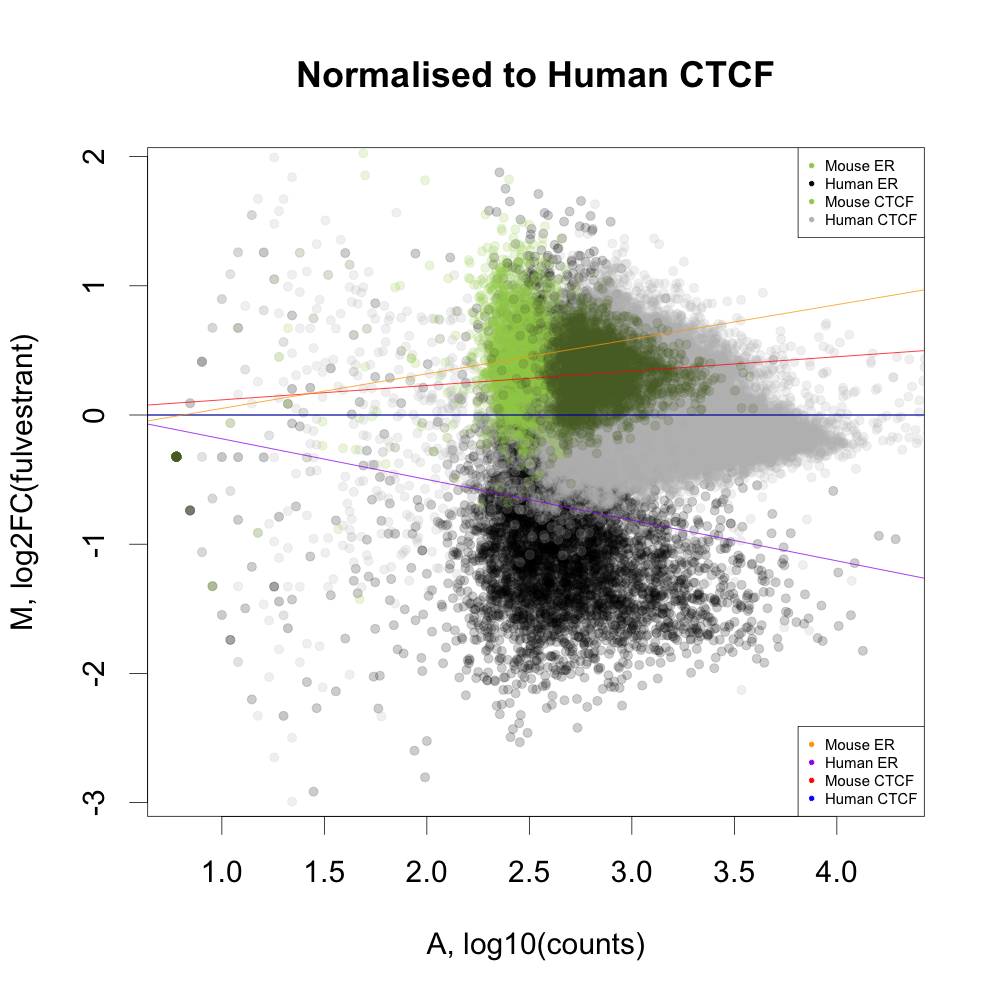 Normalised to Human CTCF
Mouse ER
Human ER
Mouse CTCF
Human CTCF
2
1
0
-1
-2
-3
M, log2FC(fulvestrant)
Mouse ER
Human ER
Mouse CTCF
Human CTCF
1.0 1.5 2.0 2.5 3.0 3.5 4.0
A, log10(counts)